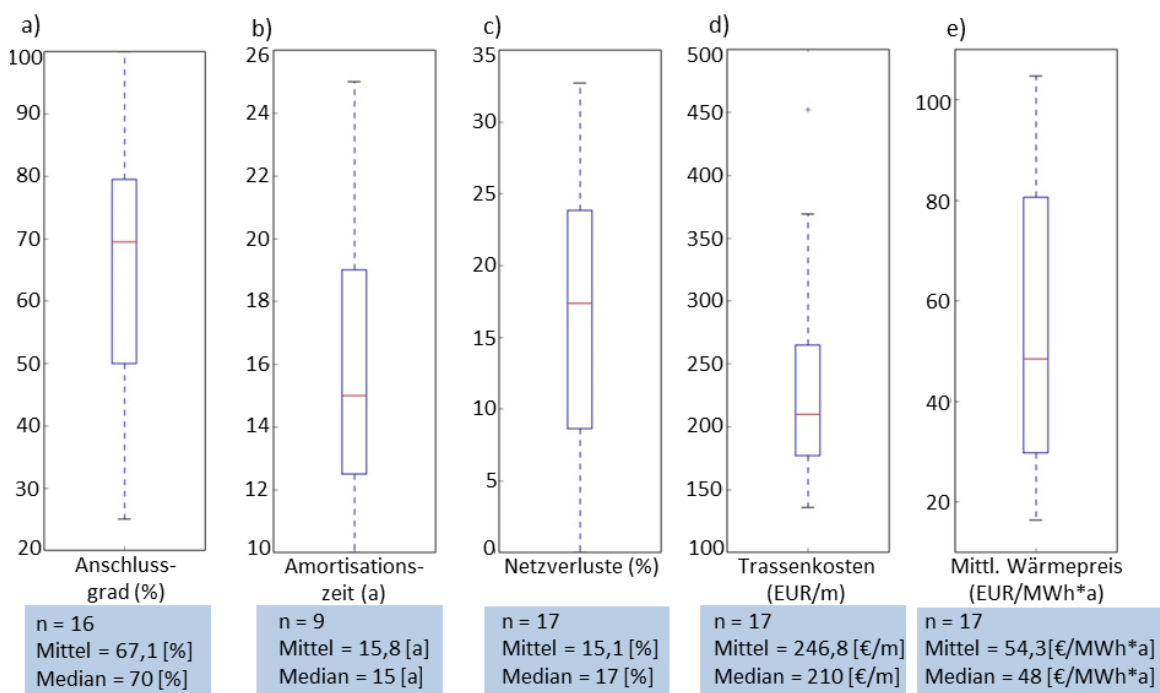 a)
100
90
80
70
60
50
40
30
20
Anschluss-
grad (%)
n = 16
Mittel = 67,1 [%]
Median = 70 [%]
b)
26
24
22
20
18
16
14
12
10
Amortisations-
zeit (a)
n = 9
Mittel = 15,8 [a]
Median = 15 [a]
c)
35
30
25
20
15
10
5
0
Netzverluste (%)
n = 17
Mittel = 15,1 [%]
Median = 17 [%]
d)
500
450
400
350
300
250
200
150
100
Trassenkosten
(EUR/m)
n = 17
Mittel = 246,8 [€/m]
Median = 210 [€/m]
e)
100
80
60
40
20
Mittl. Wärmepreis
(EUR/MWh*a)
n = 17
Mittel = 54,3[€/MWh*a]
Median = 48 [€/MWh*a]